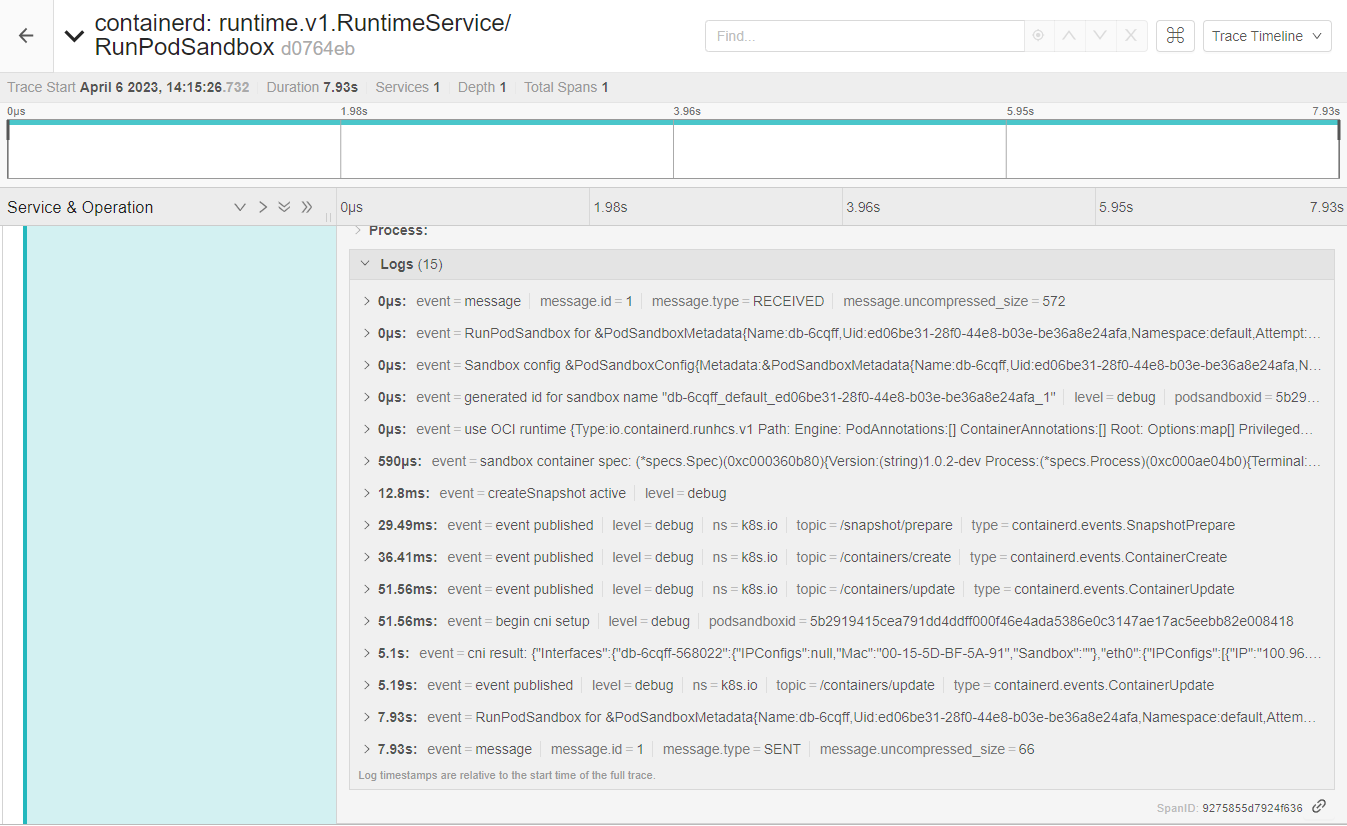 containerd: runtime.v1.RuntimeService/
RunPodSandbox d0764eb
Find...
Trace Timeline
Trace Start April 6 2023, 14:15:26.732 Duration 7.93s Services 1 Depth 1 Total Spans 1
0μs 1.98s 3.96s 5.95s 7.93s
Service & Operation 0μs 1.98s 3.96s 5.95s 7.93s
Process:
Logs (15)
0μs: event = message message.id = 1 message.type = RECEIVED message.uncompressed_size = 572
0μs: event = RunPodSandbox for &PodSandboxMetadata{Name:db-6cqff,Uid:ed06be31-28f0-44e8-b03e-be36a8e24afa,Namespace:default,Attempt:...
0μs: event = Sandbox config &PodSandboxConfig{Metadata:&PodSandboxMetadata{Name:db-6cqff,Uid:ed06be31-28f0-44e8-b03e-be36a8e24afa,N...
0μs: event = generated id for sandbox name "db-6cqff_default_ed06be31-28f0-44e8-b03e-be36a8e24afa_1" level = debug podsandboxid = 5b29...
0μs: event = use OCI runtime {Type:io.containerd.runhcs.v1 Path: Engine: PodAnnotations:[] ContainerAnnotations:[] Root: Options:map[] Privileged...
590μs: event = sandbox container spec: (*specs.Spec)(0xc000360b80){Version:(string)1.0.2-dev Process:(*specs.Process)(0xc000ae04b0){Terminal:...
12.8ms: event = createSnapshot active level = debug
29.49ms: event = event published level = debug ns = k8s.io topic = /snapshot/prepare type = containerd.events.SnapshotPrepare
36.41ms: event = event published level = debug ns = k8s.io topic = /containers/create type = containerd.events.ContainerCreate
51.56ms: event = event published level = debug ns = k8s.io topic = /containers/update type = containerd.events.ContainerUpdate
51.56ms: event = begin cni setup level = debug podsandboxid = 5b2919415cea791dd4ddff000f46e4ada5386e0c3147ae17ac5eebb82e008418
5.1s: event = cni result: {"Interfaces":{"db-6cqff-568022":{"IPConfigs":null,"Mac":"00-15-5D-BF-5A-91","Sandbox":""},"eth0":{"IPConfigs":[{"IP":"100.96....
5.19s: event = event published level = debug ns = k8s.io topic = /containers/update type = containerd.events.ContainerUpdate
7.93s: event = RunPodSandbox for &PodSandboxMetadata{Name:db-6cqff,Uid:ed06be31-28f0-44e8-b03e-be36a8e24afa,Namespace:default,Attem...
7.93s: event = message message.id = 1 message.type = SENT message.uncompressed_size = 66
Log timestamps are relative to the start time of the full trace.
SpanID: 9275855d7924f636